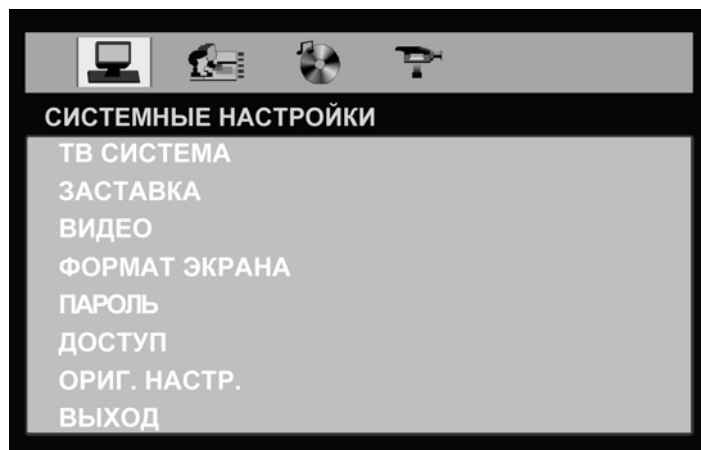 СИСТЕМНЫЕ НАСТРОЙКИ
ТВ СИСТЕМА
ЗАСТАВКА
ВИДЕО
ФОРМАТ ЭКРАНА
ПАРОЛЬ
ДОСТУП
ОРИГ. НАСТР.
ВЫХОД